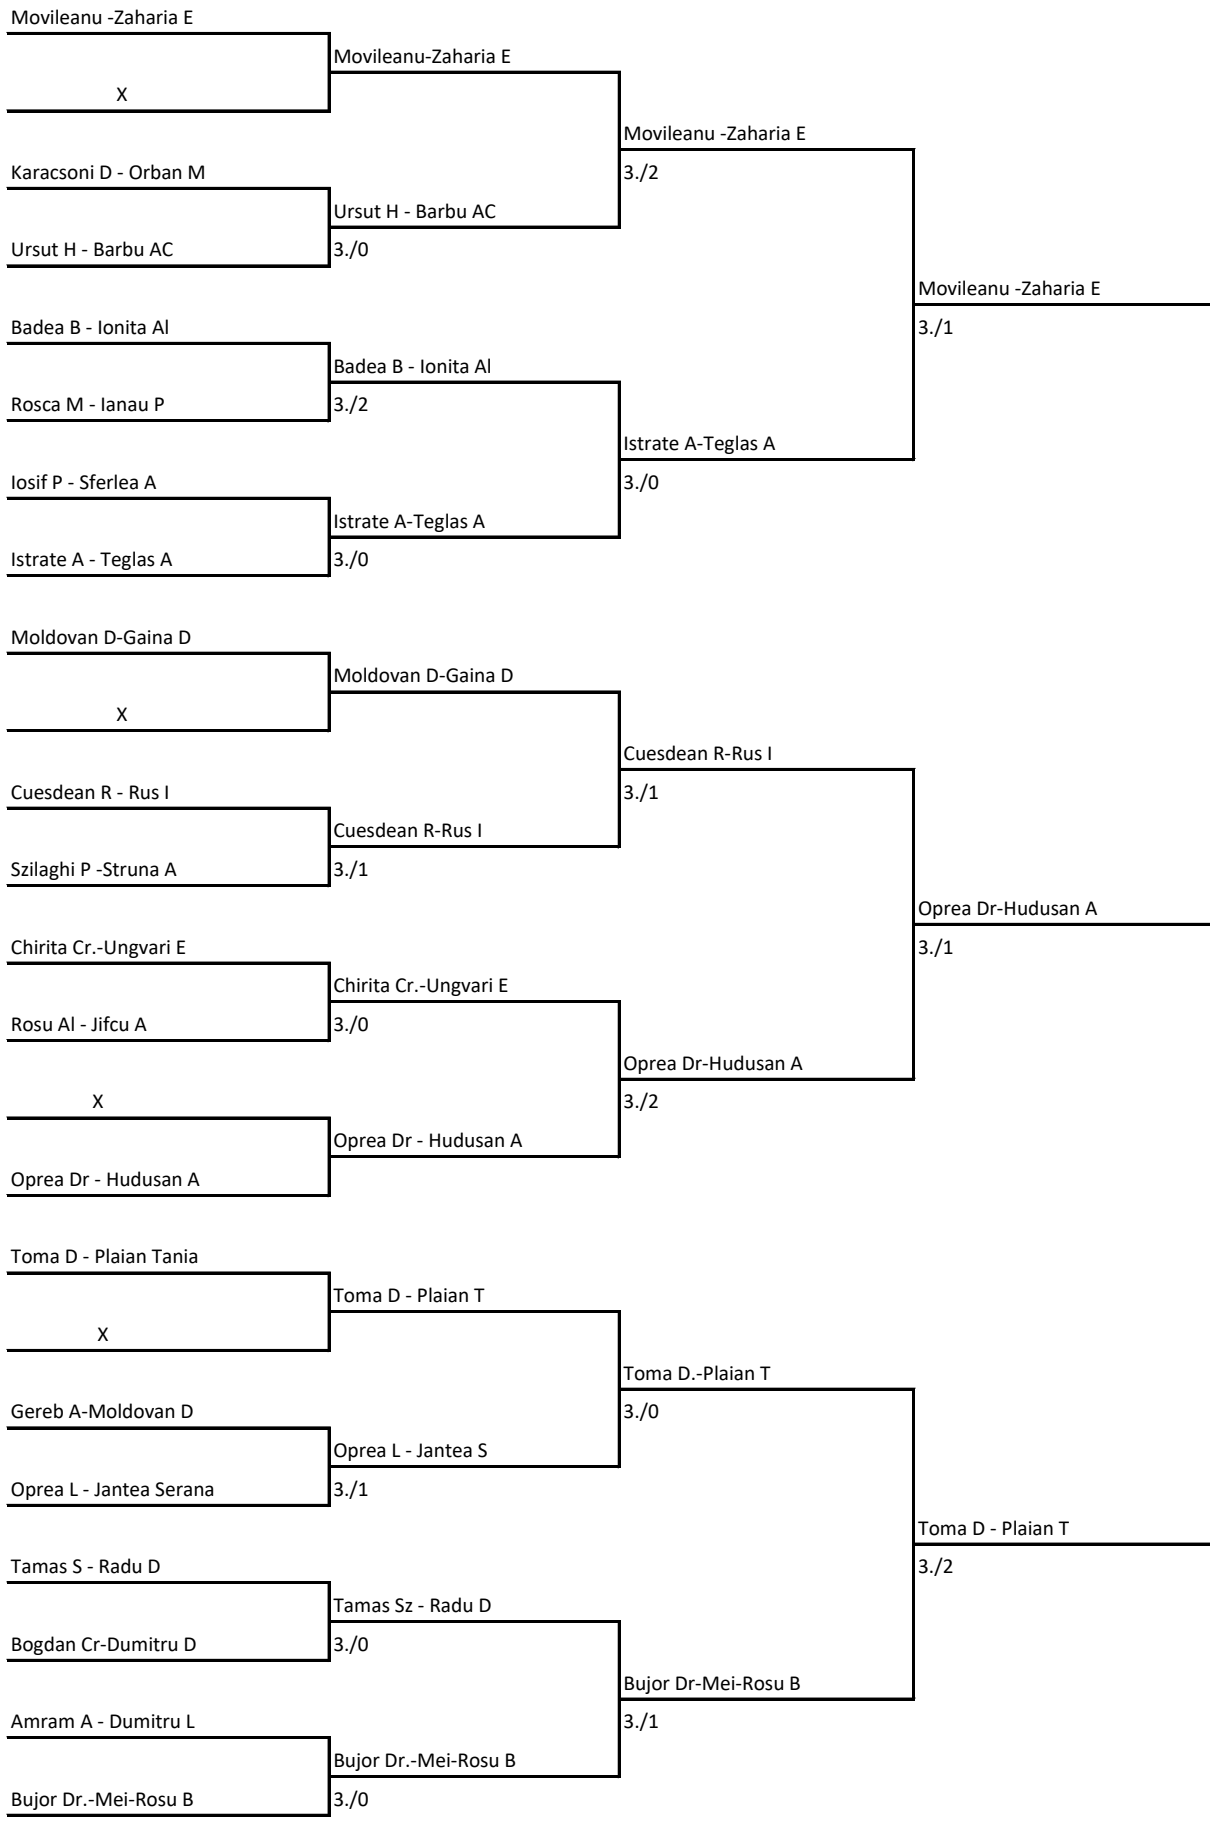 Movileanu -Zaharia E
Movileanu-Zaharia E
X
Movileanu -Zaharia E
Karacsoni D - Orban M
3./2
Ursut H - Barbu AC
Ursut H - Barbu AC
3./0
Movileanu -Zaharia E
Badea B - Ionita Al
3./1
Badea B - Ionita Al
Rosca M - Ianau P
3./2
Istrate A-Teglas A
Iosif P - Sferlea A
3./0
Istrate A-Teglas A
Istrate A - Teglas A
3./0
Moldovan D-Gaina D
Moldovan D-Gaina D
X
Cuesdean R-Rus I
Cuesdean R - Rus I
3./1
Cuesdean R-Rus I
Szilaghi P -Struna A
3./1
Oprea Dr-Hudusan A
Chirita Cr.-Ungvari E
3./1
Chirita Cr.-Ungvari E
Rosu Al - Jifcu A
3./0
Oprea Dr-Hudusan A
X
3./2
Oprea Dr - Hudusan A
Oprea Dr - Hudusan A
Toma D - Plaian Tania
Toma D - Plaian T
X
Toma D.-Plaian T
Gereb A-Moldovan D
3./0
Oprea L - Jantea S
Oprea L - Jantea Serana
3./1
Toma D - Plaian T
Tamas S - Radu D
3./2
Tamas Sz - Radu D
Bogdan Cr-Dumitru D
3./0
Bujor Dr-Mei-Rosu B
Amram A - Dumitru L
3./1
Bujor Dr.-Mei-Rosu B
Bujor Dr.-Mei-Rosu B
3./0